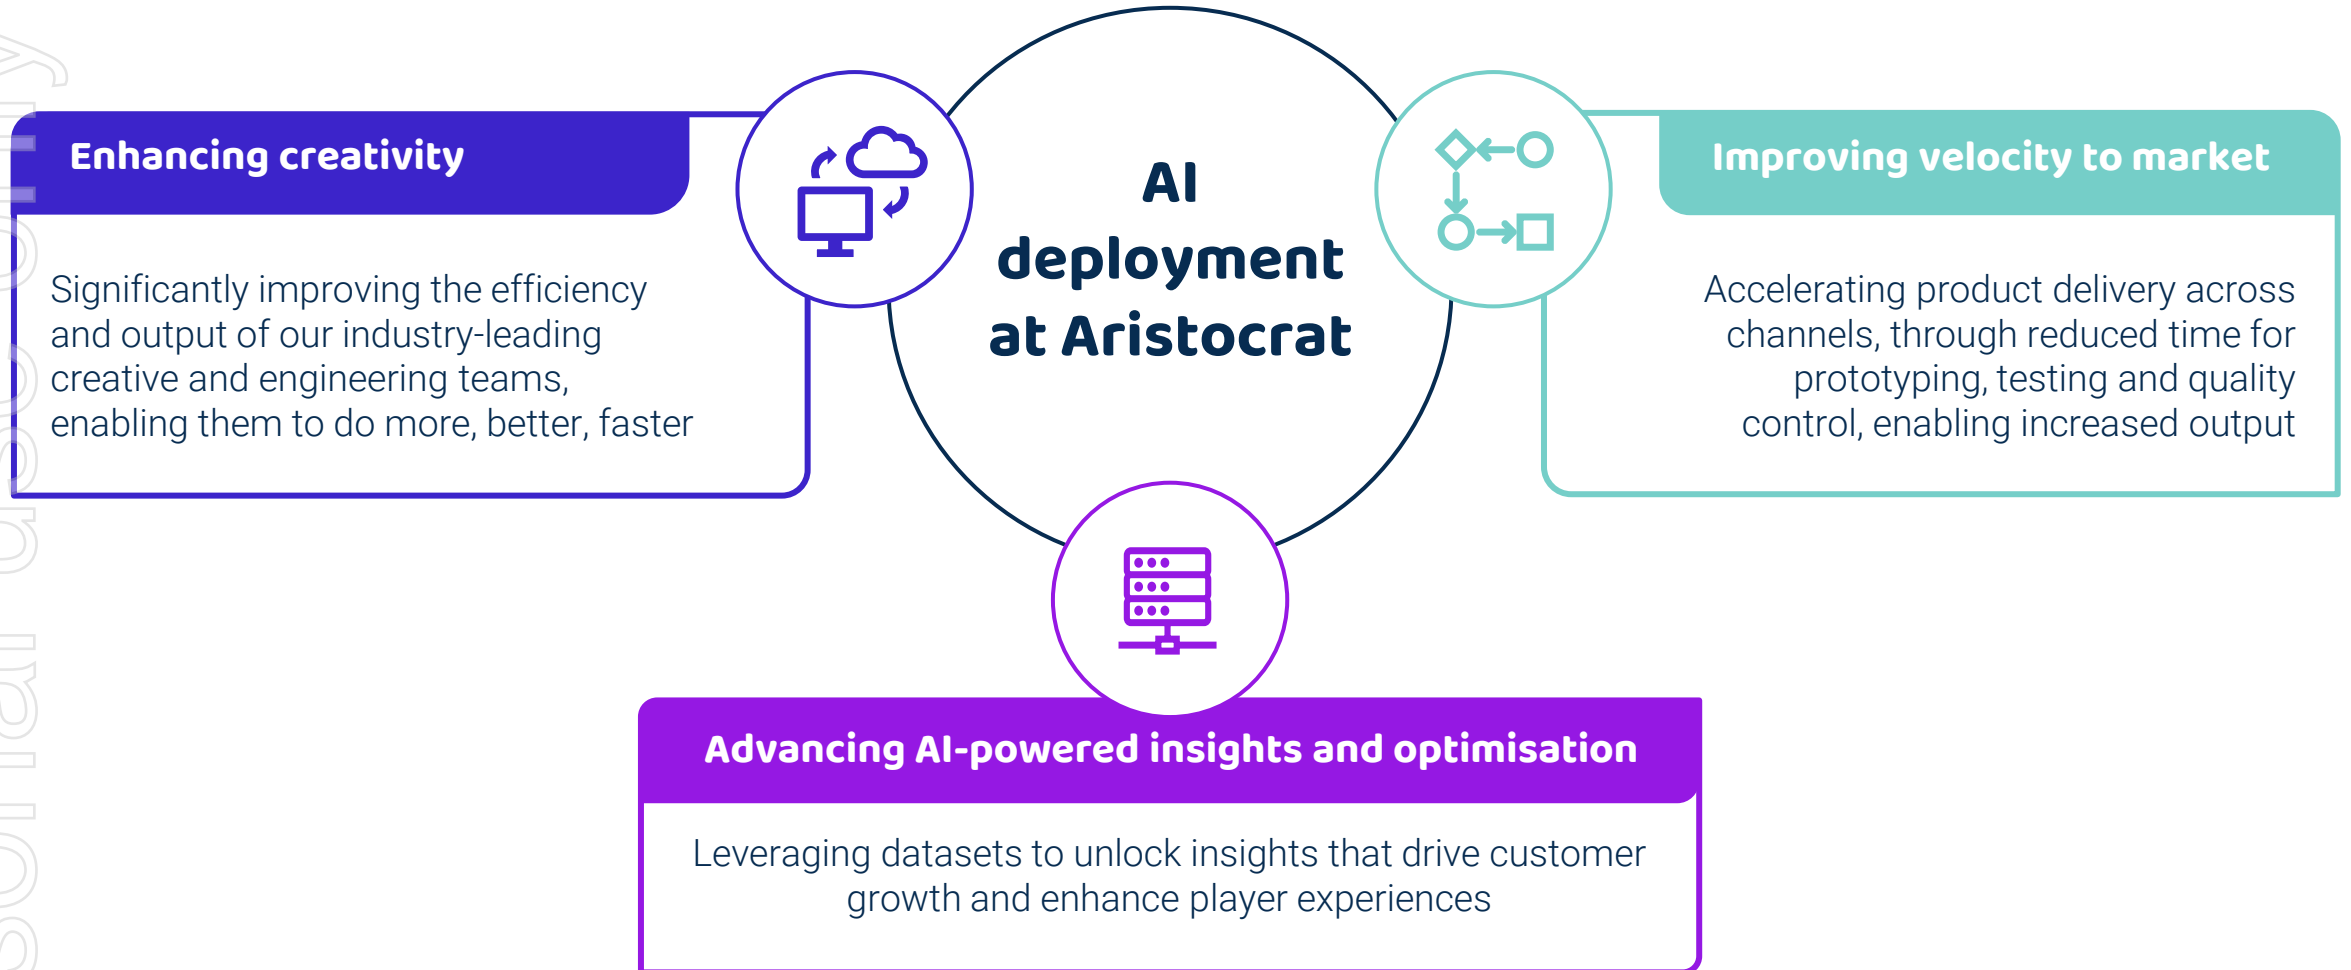 AI
deployment
at Aristocrat
Enhancing creativity
Significantly improving the efficiency
and output of our industry-leading
creative and engineering teams,
enabling them to do more, better, faster
Improving velocity to market
Accelerating product delivery across
channels, through reduced time for
prototyping, testing and quality
control, enabling increased output
Advancing AI-powered insights and optimisation
Leveraging datasets to unlock insights that drive customer
growth and enhance player experiences